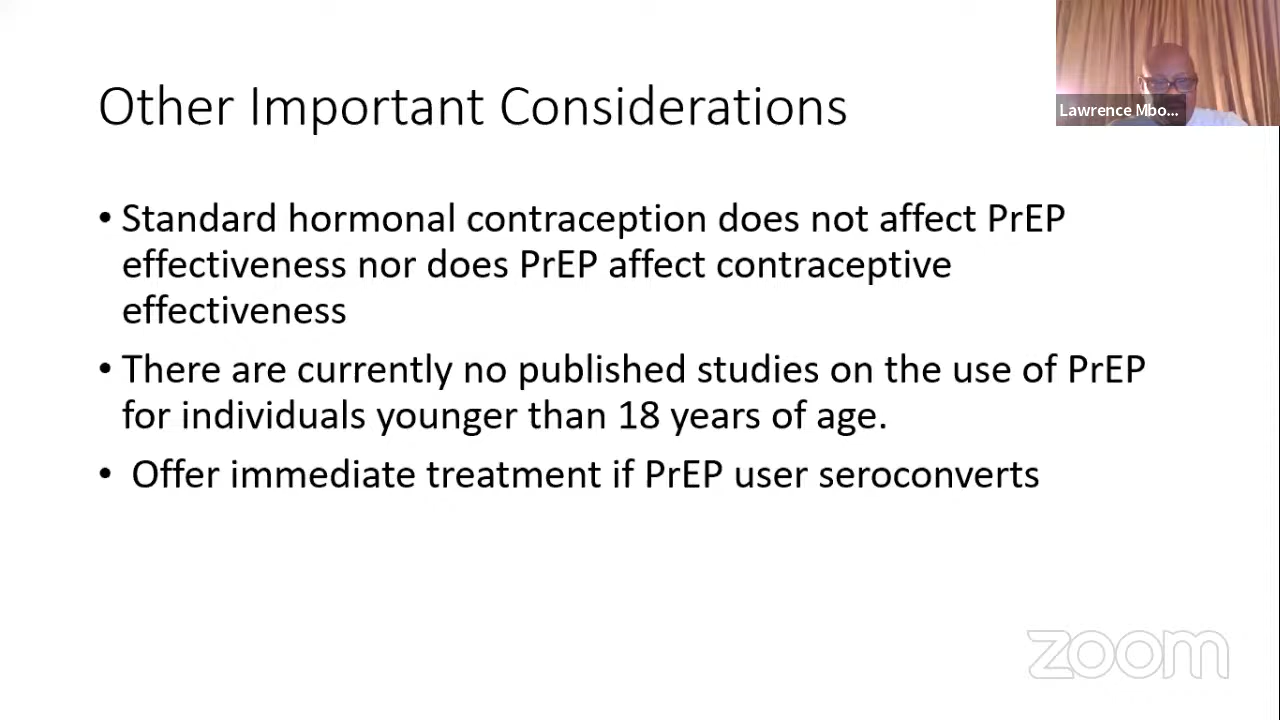 Other Important Considerations
Lawrence Mbo...
• Standard hormonal contraception does not affect PrEP
effectiveness nor does PrEP affect contraceptive
effectiveness
• There are currently no published studies on the use of PrEP
for individuals younger than 18 years of age.
• Offer immediate treatment if PrEP user seroconverts
zoom